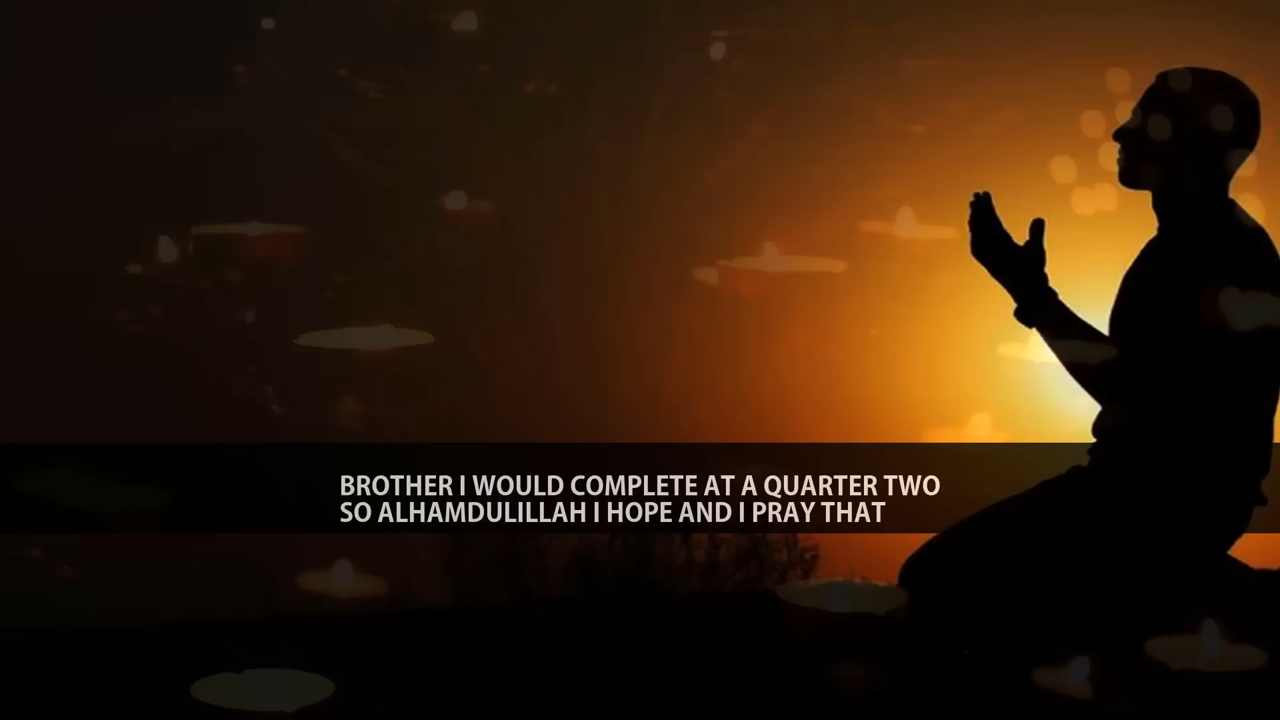 BROTHER I WOULD COMPLETE AT A QUARTER TWO
SO ALHAMDULILLAH I HOPE AND I PRAY THAT